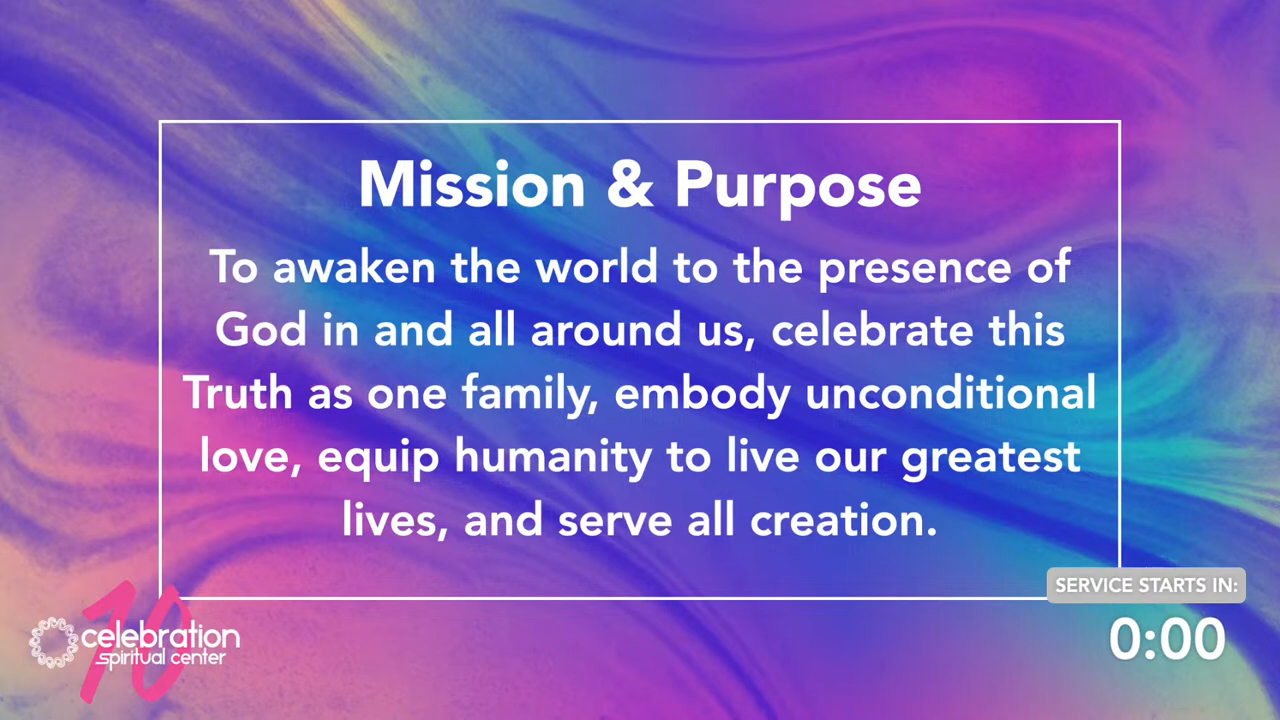 Mission & Purpose
To awaken the world to the presence of
God in and all around us, celebrate this
Truth as one family, embody unconditional
love, equip humanity to live our greatest
lives, and serve all creation.
SERVICE STARTS IN:
0:00
10
celebration
spiritual center